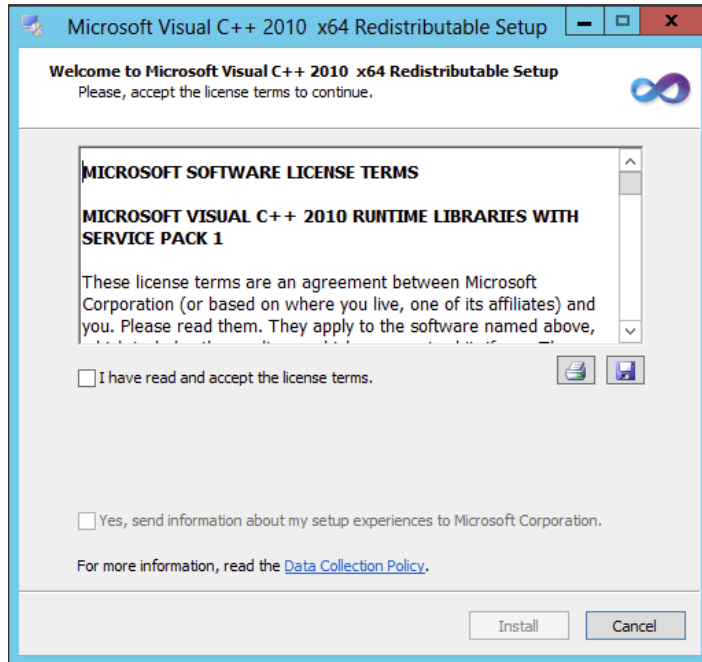 Microsoft Visual C++ 2010  x64 Redistributable Setup
Welcome to Microsoft Visual C++ 2010  x64 Redistributable Setup
Please, accept the license terms to continue.
MICROSOFT SOFTWARE LICENSE TERMS
MICROSOFT VISUAL C++ 2010 RUNTIME LIBRARIES WITH
SERVICE PACK 1
These license terms are an agreement between Microsoft
Corporation (or based on where you live, one of its affiliates) and
you. Please read them. They apply to the software named above,
I have read and accept the license terms.
Yes, send information about my setup experiences to Microsoft Corporation.
For more information, read the Data Collection Policy.
Install
Cancel